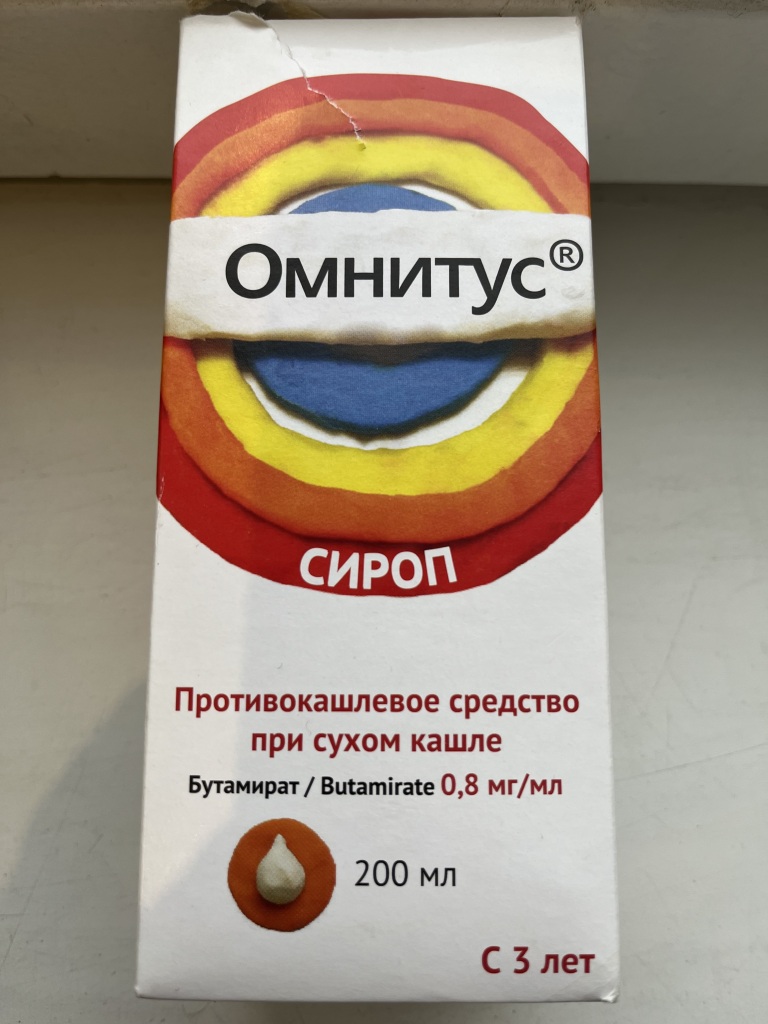 Омнитус®
СИРОП
Противокашлевое средство
при сухом кашле
Бутамират / Butamirate 0,8 мг/мл
200 мл
С 3 лет